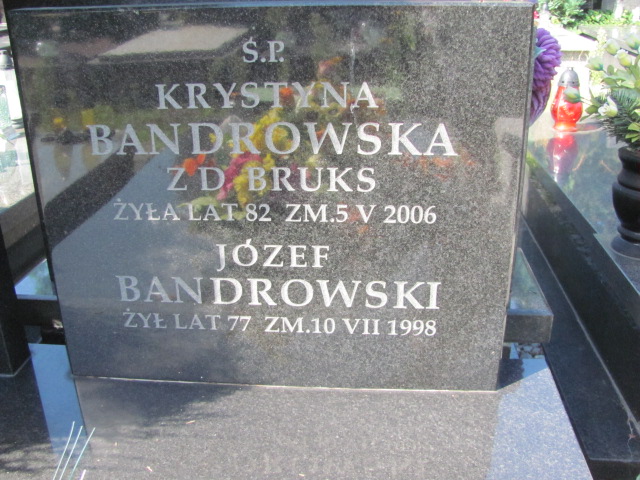 Ś.P.
KRYSTYNA
BANDROWSKA
Z D. BRUKS
ŻYŁA LAT 82 ZM.5 V 2006
JÓZEF
BANDROWSKI
ŻYŁ LAT 77 ZM.10 VII 1998